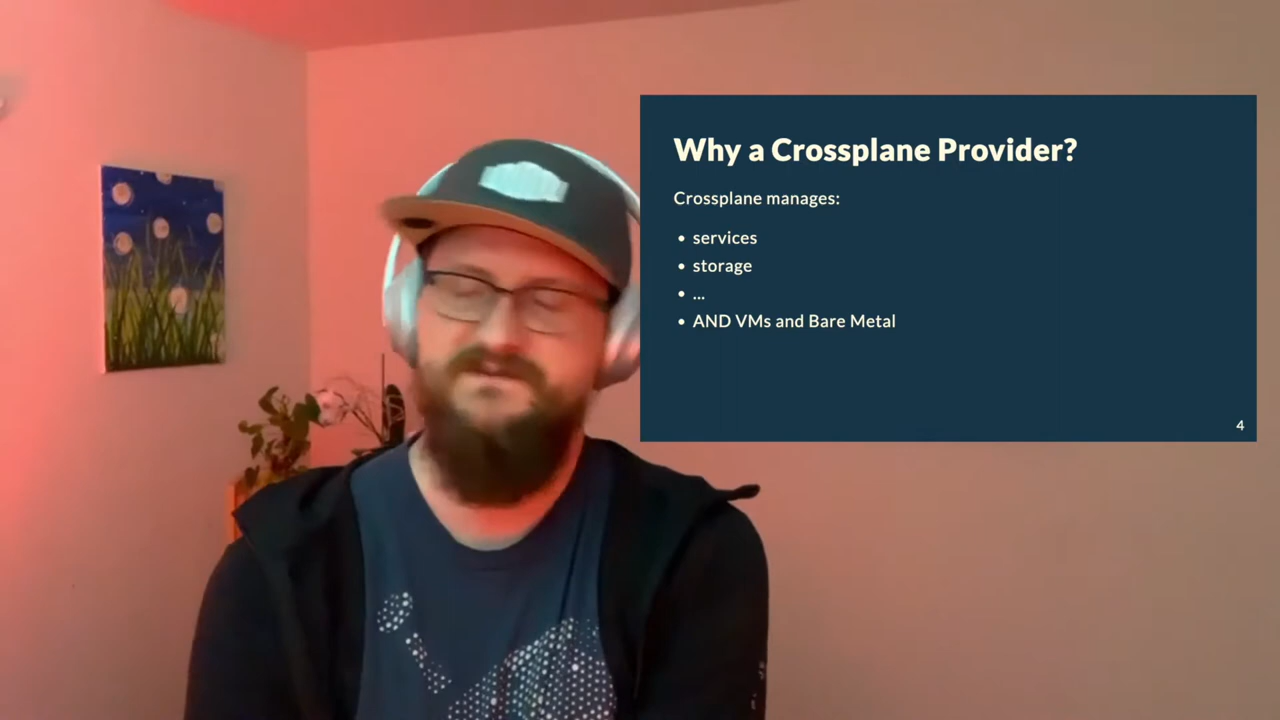 Why a Crossplane Provider?
Crossplane manages:
• services
• storage
• ...
• AND VMs and Bare Metal
4